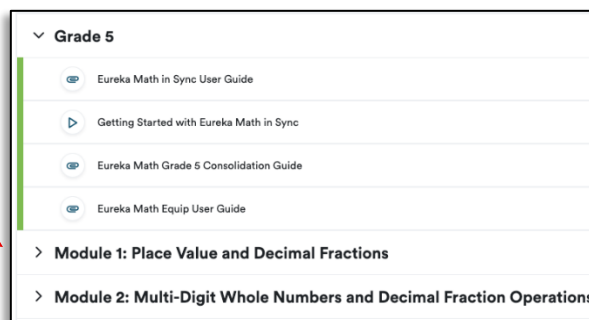 Grade 5
Eureka Math in Sync User Guide
Getting Started with Eureka Math in Sync
Eureka Math Grade 5 Consolidation Guide
Eureka Math Equip User Guide
Module 1: Place Value and Decimal Fractions
Module 2: Multi-Digit Whole Numbers and Decimal Fraction Operations